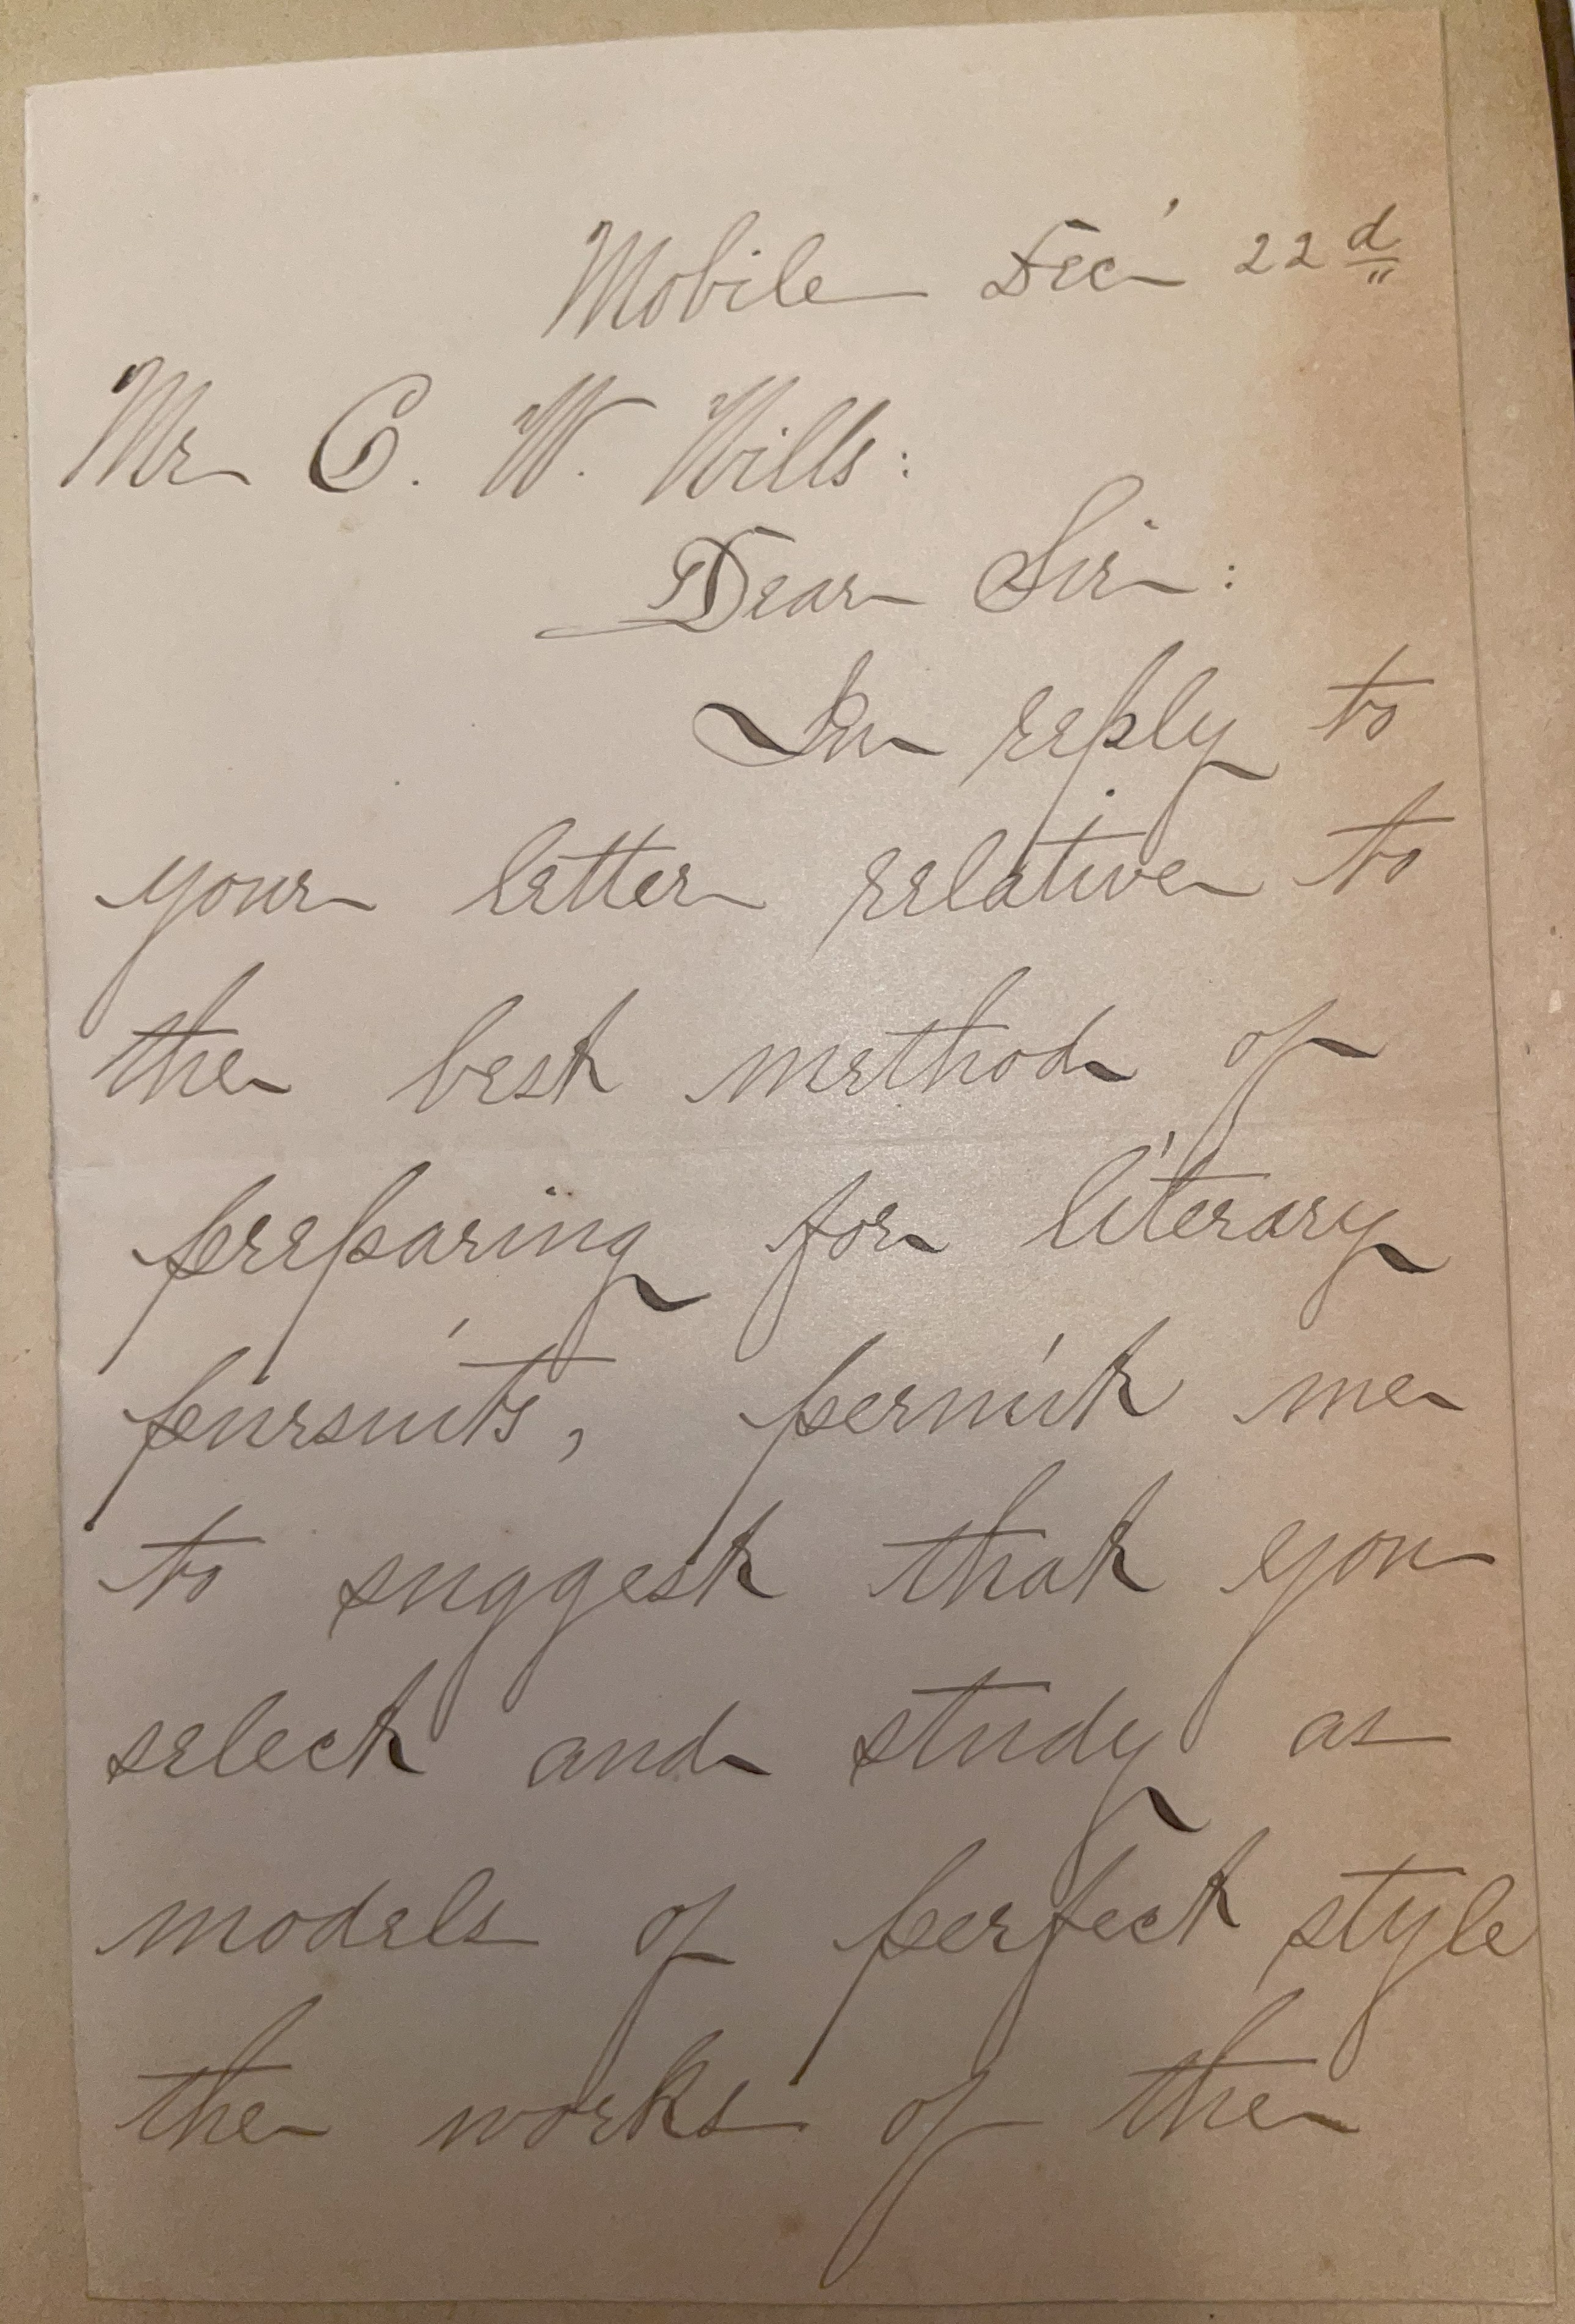 Mobile Dec' 22d
Mr C. W. Wills:
Dear Sir:
In reply to
your letter relative to
the best method of
preparing for literary
pursuits, permit me
to suggest that you
select and study as
models of perfect style
the works of the